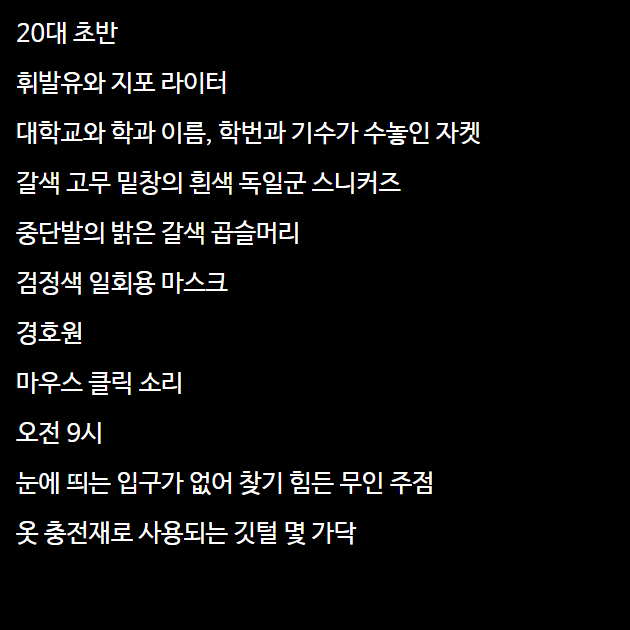 20대 초반
휘발유와 지포 라이터
대학교와 학과 이름, 학번과 기수가 수놓인 자켓
갈색 고무 밑창의 흰색 독일군 스니커즈
중단발의 밝은 갈색 곱슬머리
검정색 일회용 마스크
경호원
마우스 클릭 소리
오전 9시
눈에 띄는 입구가 없어 찾기 힘든 무인 주점
옷 충전재로 사용되는 깃털 몇 가닥